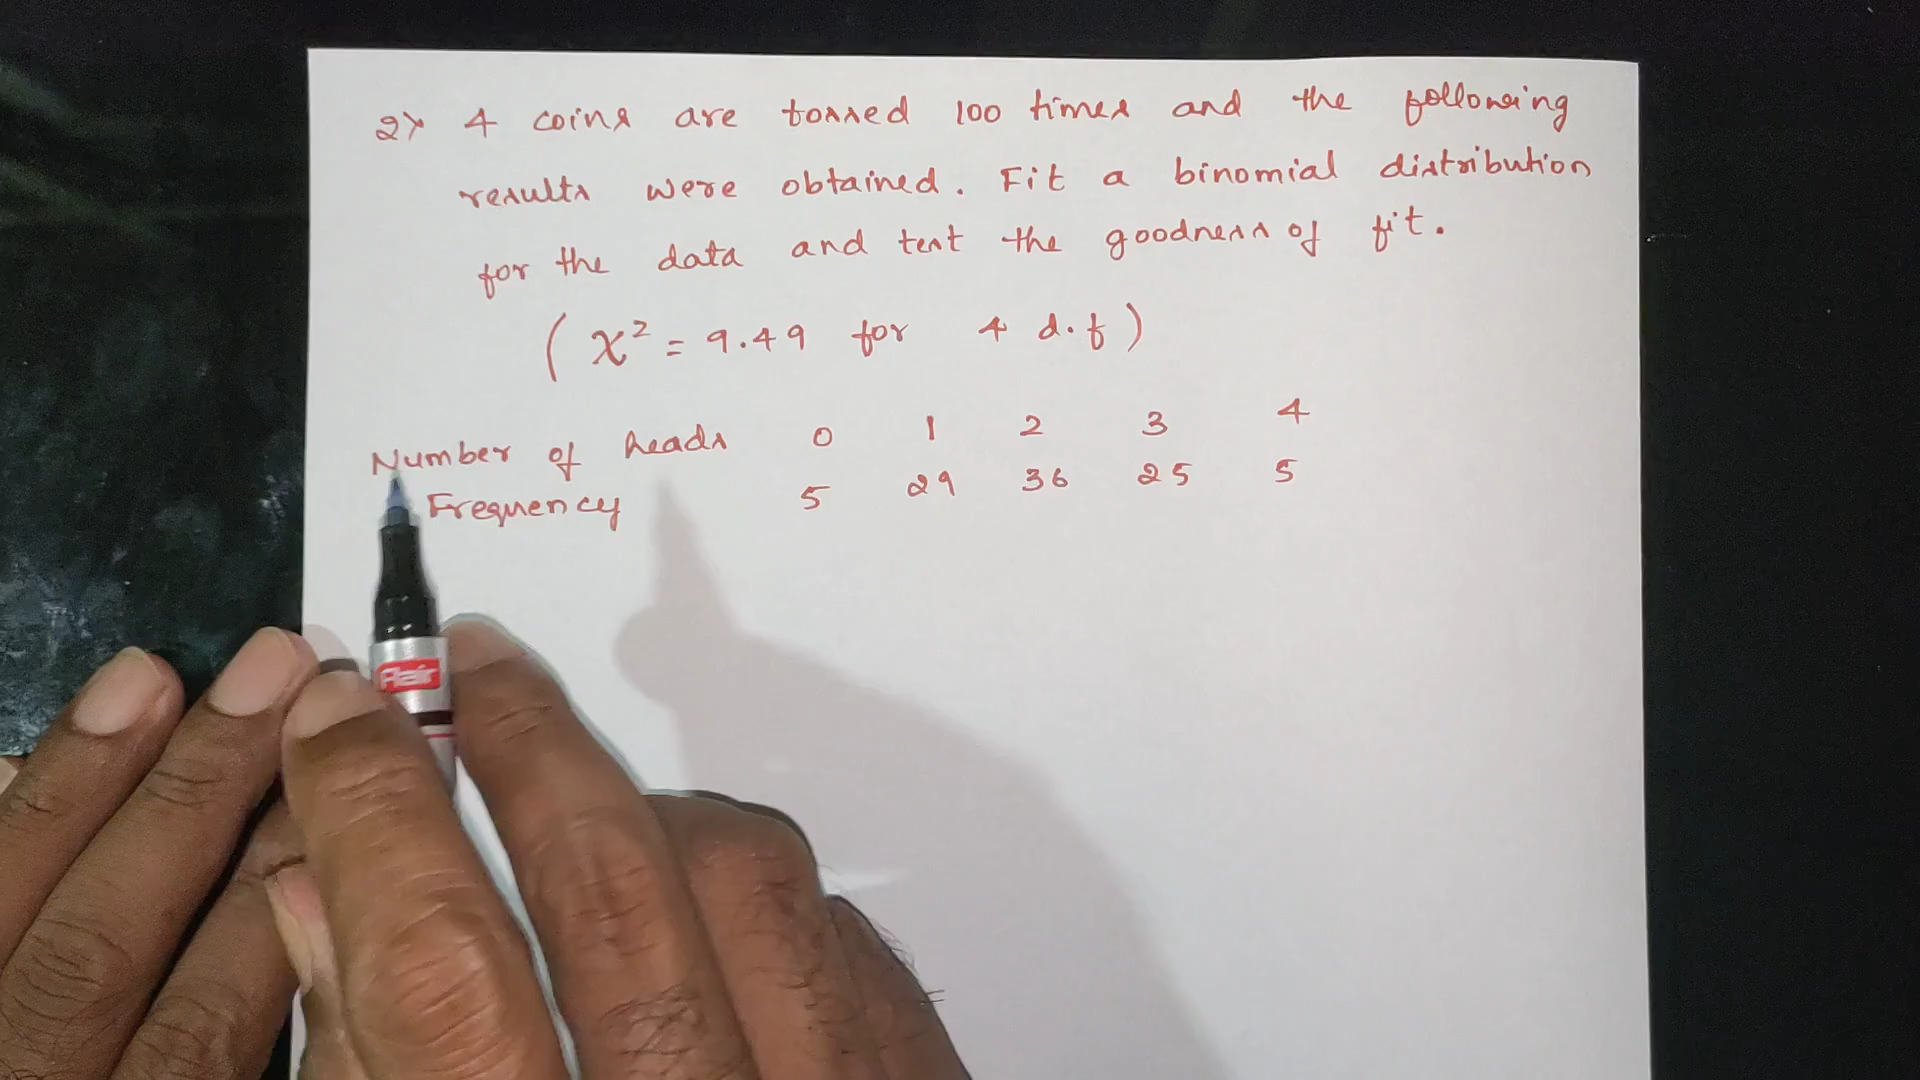 2) 4 coins are tossed 100 times and the following
results were obtained. Fit a binomial distribution
for the data and test the goodness of fit.
( χ² = 9.49 for 4 d.f )
Number of heads 0 1 2 3 4
Frequency 5 29 36 25 5
Flair